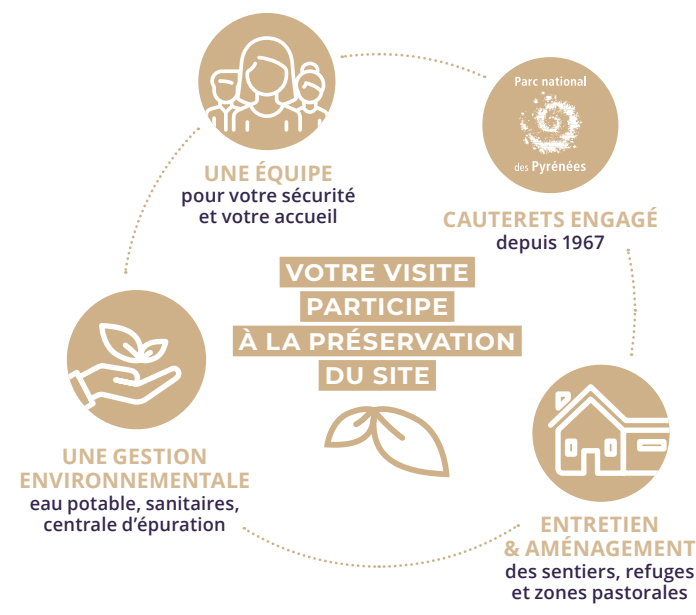 UNE ÉQUIPE
pour votre sécurité
et votre accueil
Parc national
des Pyrénées
CAUTERETS ENGAGÉ
depuis 1967
VOTRE VISITE
PARTICIPE
À LA PRÉSERVATION
DU SITE
UNE GESTION
ENVIRONNEMENTALE
eau potable, sanitaires,
centrale d'épuration
ENTRETIEN
& AMÉNAGEMENT
des sentiers, refuges
et zones pastorales